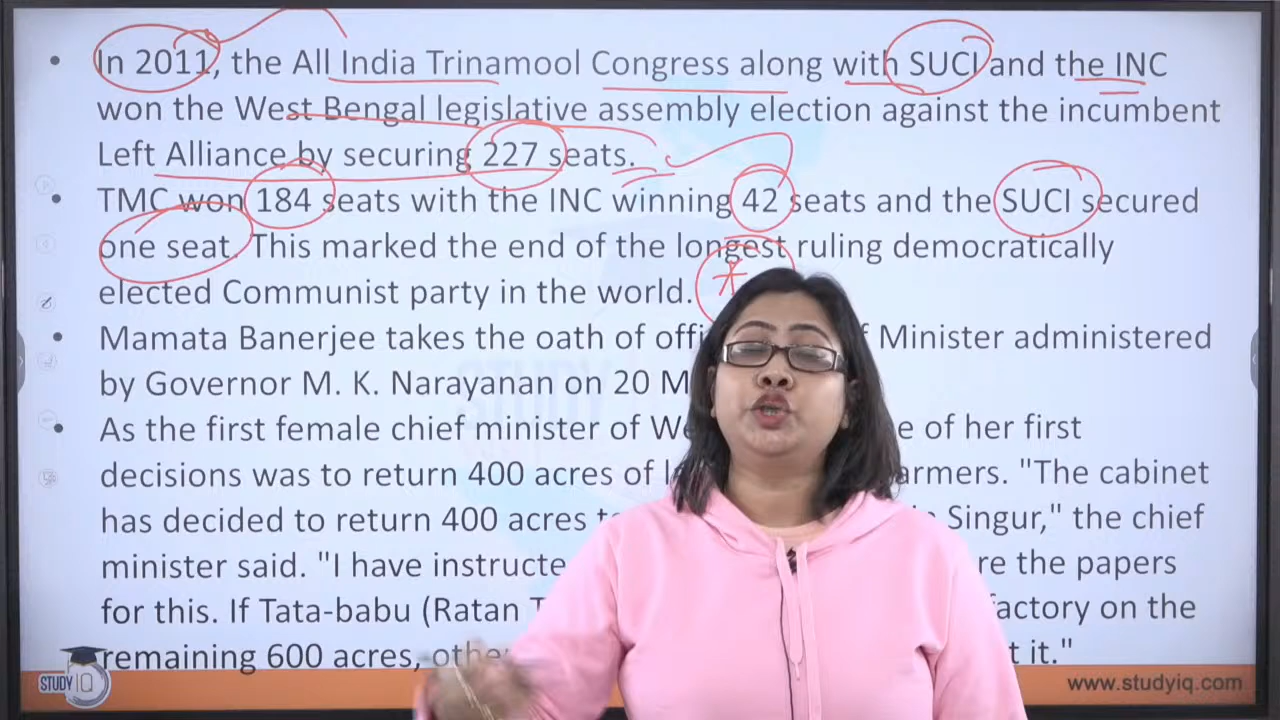 • In 2011, the All India Trinamool Congress along with SUCI and the INC
won the West Bengal legislative assembly election against the incumbent
Left Alliance by securing 227 seats.
• TMC won 184 seats with the INC winning 42 seats and the SUCI secured
one seat. This marked the end of the longest ruling democratically
elected Communist party in the world.
• Mamata Banerjee takes the oath of Minister administered
by Governor M. K. Narayanan on 20
• As the first female chief minister of of her first
decisions was to return 400 acres of "The cabinet
has decided to return 400 acres Singur," the chief
minister said. "I have the papers
for this. If Tata-babu (Ratan factory on the
remaining 600 acres, it."
STUDY IQ
www.studyiq.com